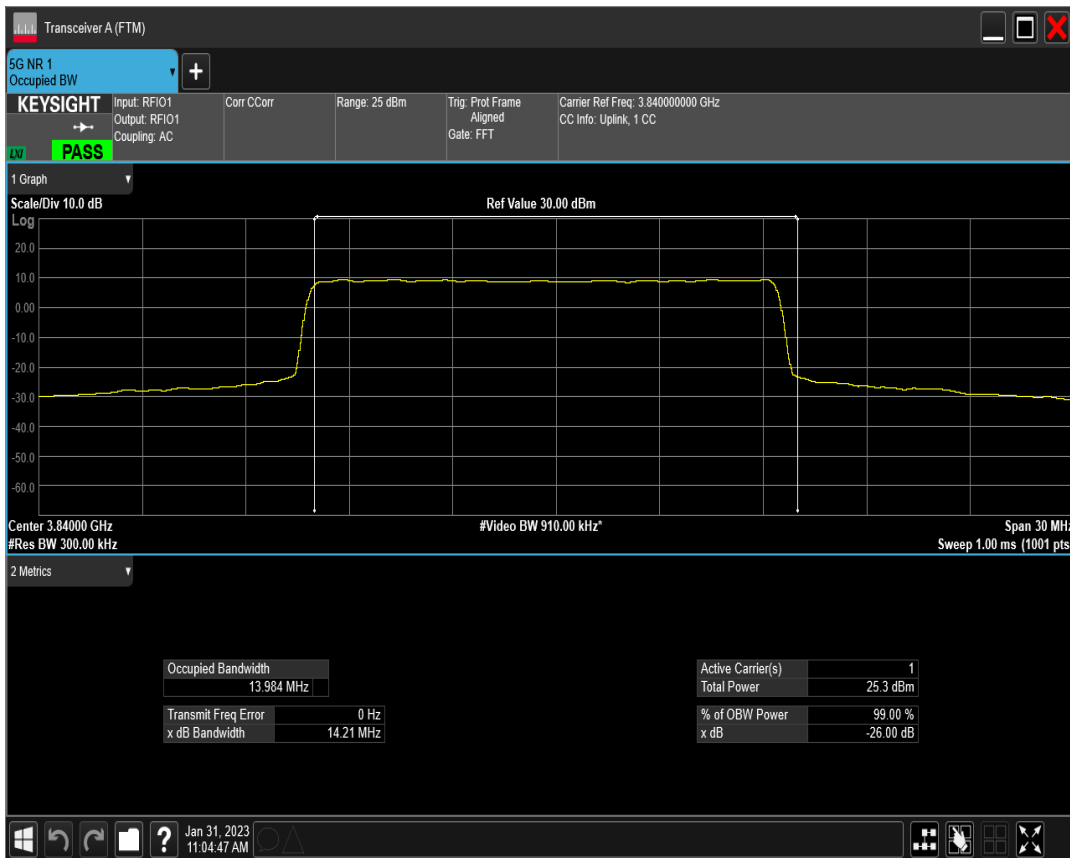 Transceiver A (FTM)
5G NR 1
Occupied BW
+
KEYSIGHT
LXI
PASS
Input: RFIO1
Output: RFIO1
Coupling: AC
Corr CCorr
Range: 25 dBm
Trig: Prot Frame
Aligned
Gate: FFT
Carrier Ref Freq: 3.840000000 GHz
CC Info: Uplink, 1 CC
1 Graph
Scale/Div 10.0 dB
Ref Value 30.00 dBm
Log
20.0
10.0
0.00
-10.0
-20.0
-30.0
-40.0
-50.0
-60.0
Center 3.84000 GHz
#Video BW 910.00 kHz*
Span 30 MHz
#Res BW 300.00 kHz
Sweep 1.00 ms (1001 pts
2 Metrics
Occupied Bandwidth
13.984 MHz
Transmit Freq Error 0 Hz
x dB Bandwidth 14.21 MHz
Active Carrier(s) 1
Total Power 25.3 dBm
% of OBW Power 99.00 %
x dB -26.00 dB
?
Jan 31, 2023
11:04:47 AM